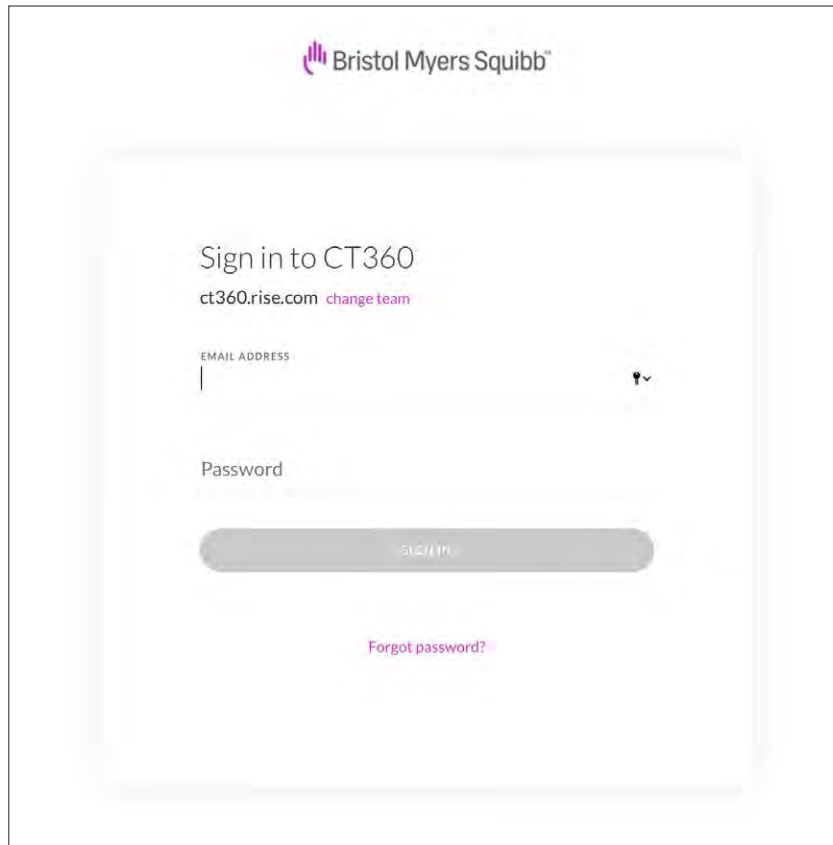 Bristol Myers Squibb™
Sign in to CT360
ct360.rise.com change team
EMAIL ADDRESS
Password
SIGN IN
Forgot password?